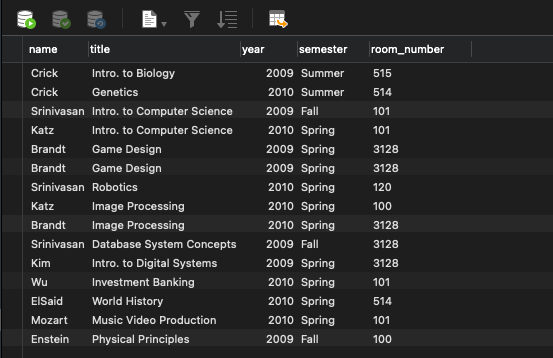 name title year semester room_number
Crick Intro. to Biology 2009 Summer 515
Crick Genetics 2010 Summer 514
Srinivasan Intro. to Computer Science 2009 Fall 101
Katz Intro. to Computer Science 2010 Spring 101
Brandt Game Design 2009 Spring 3128
Brandt Game Design 2009 Spring 3128
Srinivasan Robotics 2010 Spring 120
Katz Image Processing 2010 Spring 100
Brandt Image Processing 2010 Spring 3128
Srinivasan Database System Concepts 2009 Fall 3128
Kim Intro. to Digital Systems 2009 Spring 3128
Wu Investment Banking 2010 Spring 101
ElSaid World History 2010 Spring 514
Mozart Music Video Production 2010 Spring 101
Enstein Physical Principles 2009 Fall 100